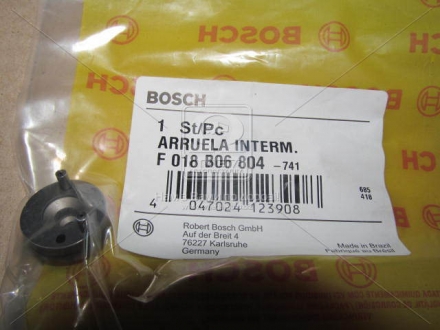 BOSCH
BOSCH
BOSCH
1 St/Pc
ARRUELA INTERM.
F 018 B06 804 -741
685
418
4 047024 123908
Robert Bosch GmbH
Auf der Breit 4
76227 Karlsruhe
Germany
Made in Brazil